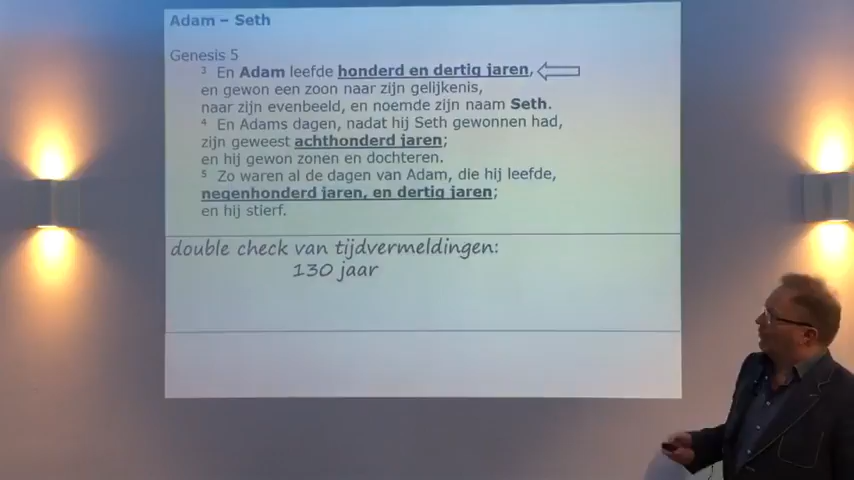 Adam – Seth
Genesis 5
3 En Adam leefde honderd en dertig jaren,
en gewon een zoon naar zijn gelijkenis,
naar zijn evenbeeld, en noemde zijn naam Seth.
4 En Adams dagen, nadat hij Seth gewonnen had,
zijn geweest achthonderd jaren;
en hij gewon zonen en dochteren.
5 Zo waren al de dagen van Adam, die hij leefde,
negenhonderd jaren, en dertig jaren;
en hij stierf.
double check van tijdvermeldingen:
130 jaar